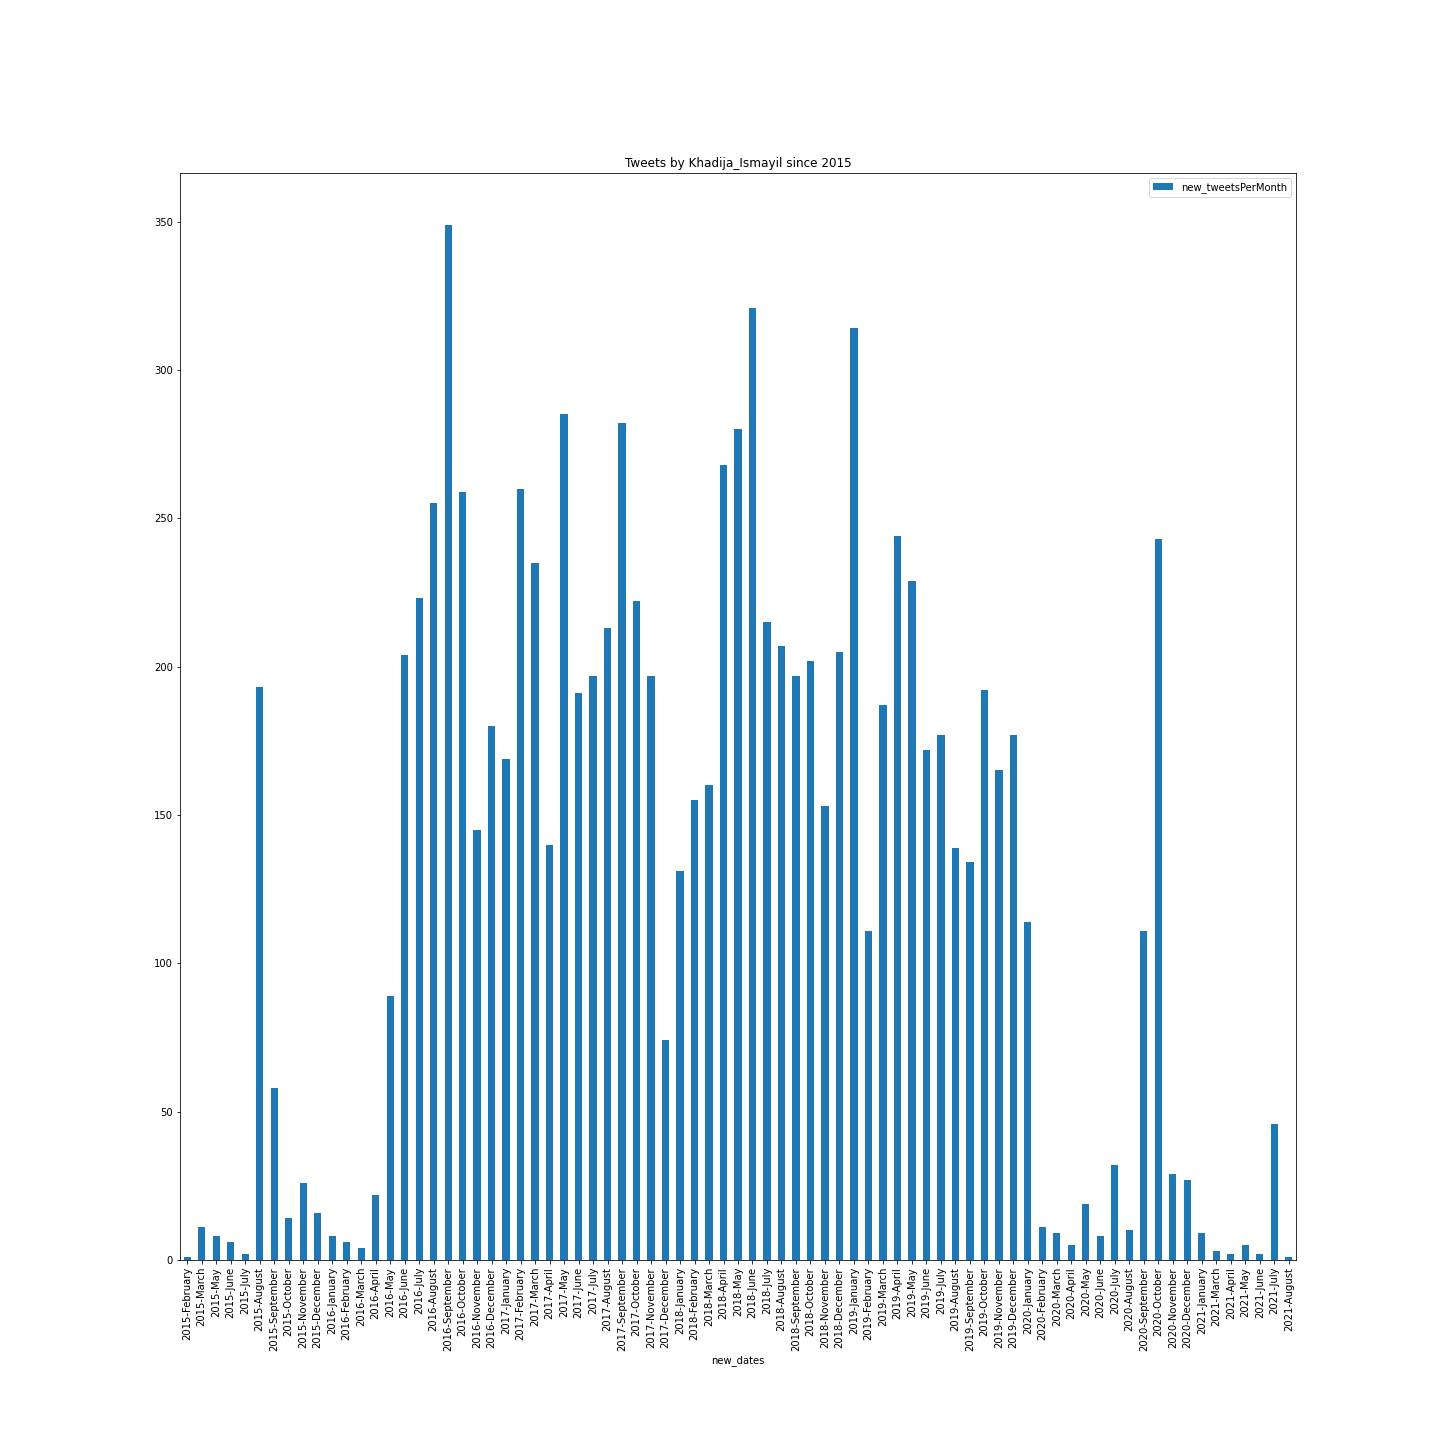 Tweets by Khadija_Ismayil since 2015
new_tweetsPerMonth
350
300
250
200
150
100
50
0
2015-February
2015-March
2015-May
2015-June
2015-July
2015-August
2015-September
2015-October
2015-November
2015-December
2016-January
2016-February
2016-March
2016-April
2016-May
2016-June
2016-July
2016-August
2016-September
2016-October
2016-November
2016-December
2017-January
2017-February
2017-March
2017-April
2017-May
2017-June
2017-July
2017-August
2017-September
2017-October
2017-November
2017-December
2018-January
2018-February
2018-March
2018-April
2018-May
2018-June
2018-July
2018-August
2018-September
2018-October
2018-November
2018-December
2019-January
2019-February
2019-March
2019-April
2019-May
2019-June
2019-July
2019-August
2019-September
2019-October
2019-November
2019-December
2020-January
2020-February
2020-March
2020-April
2020-May
2020-June
2020-July
2020-August
2020-September
2020-October
2020-November
2020-December
2021-January
2021-March
2021-April
2021-May
2021-June
2021-July
2021-August
new_dates